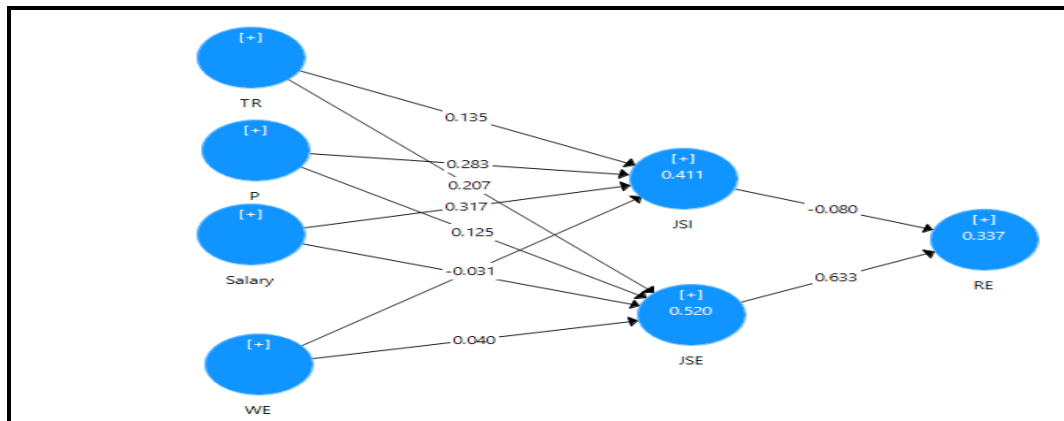 [+]
TR
[+]
P
[+]
Salary
[+]
WE
0.135
0.283
0.207
0.317
0.125
-0.031
0.040
[+]
0.411
JSI
[+]
0.520
JSE
-0.080
0.633
[+]
0.337
RE